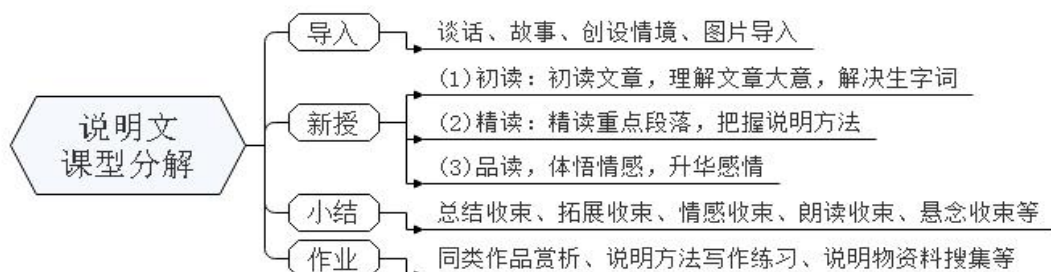 说明文
课型分解
导入
谈话、故事、创设情境、图片导入
新授
(1)初读：初读文章，理解文章大意，解决生字词
(2)精读：精读重点段落，把握说明方法
(3)品读，体悟情感，升华感情
小结
总结收束、拓展收束、情感收束、朗读收束、悬念收束等
作业
同类作品赏析、说明方法写作练习、说明物资料搜集等